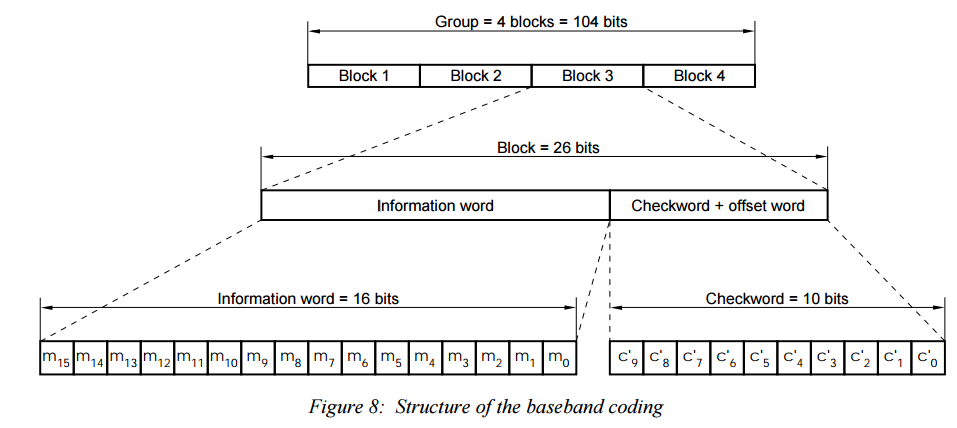 Group = 4 blocks = 104 bits
Block 1 Block 2 Block 3 Block 4
Block = 26 bits
Information word Checkword + offset word
Information word = 16 bits Checkword = 10 bits
m15 m14 m13 m12 m11 m10 m9 m8 m7 m6 m5 m4 m3 m2 m1 m0 c'9 c'8 c'7 c'6 c'5 c'4 c'3 c'2 c'1 c'0
Figure 8: Structure of the baseband coding